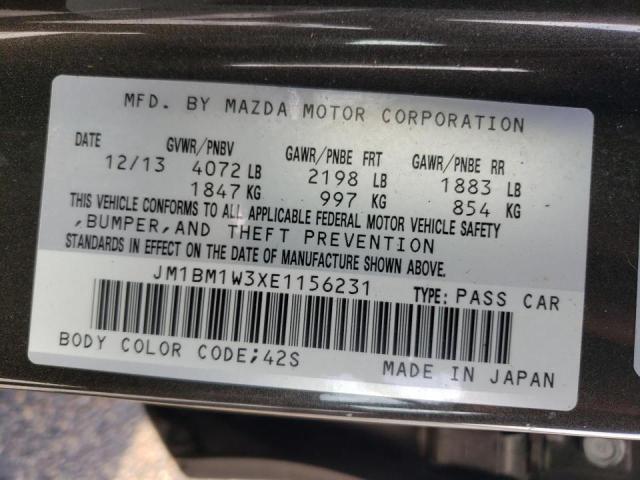 MFD. BY MAZDA MOTOR CORPORATION
DATE GVWR/PNBV GAWR/PNBE FRT GAWR/PNBE RR
12/13 4072 LB 2198 LB 1883 LB
1847 KG 997 KG 854 KG
THIS VEHICLE CONFORMS TO ALL APPLICABLE FEDERAL MOTOR VEHICLE SAFETY
,BUMPER,AND THEFT PREVENTION
STANDARDS IN EFFECT ON THE DATE OF MANUFACTURE SHOWN ABOVE.
JM1BM1W3XE1156231 TYPE: PASS CAR
BODY COLOR CODE;42S MADE IN JAPAN